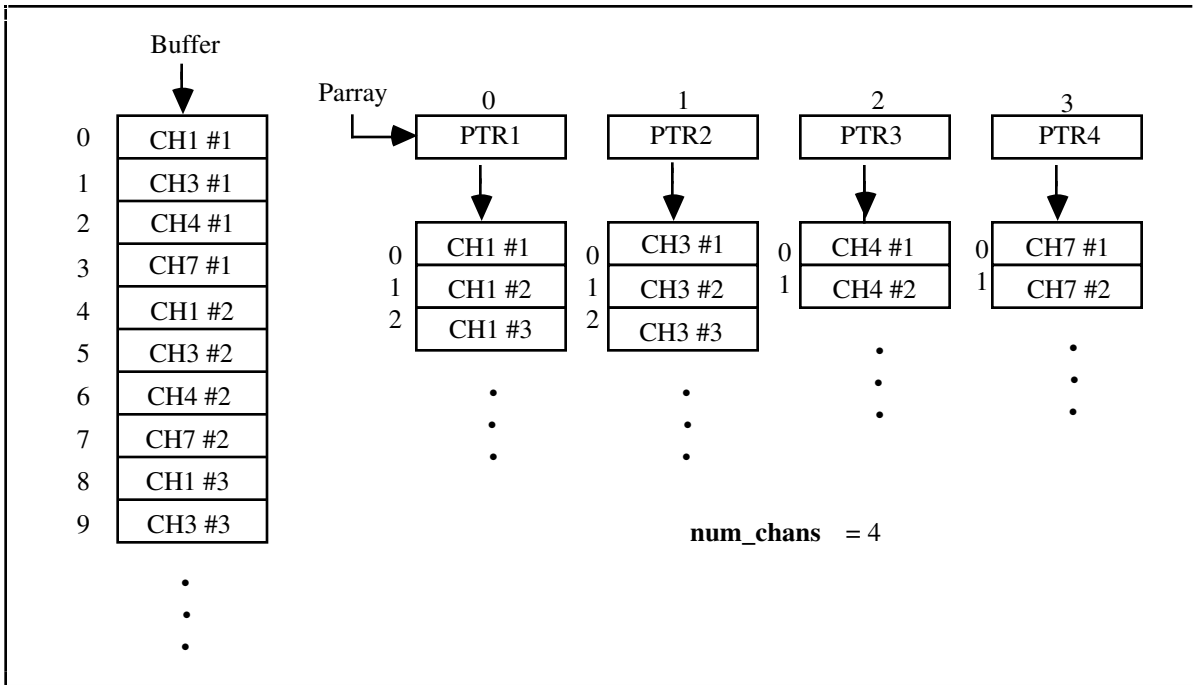 Buffer
0 CH1 #1
1 CH3 #1
2 CH4 #1
3 CH7 #1
4 CH1 #2
5 CH3 #2
6 CH4 #2
7 CH7 #2
8 CH1 #3
9 CH3 #3
Parray
0 1 2 3
PTR1 PTR2 PTR3 PTR4
0 CH1 #1
1 CH1 #2
2 CH1 #3
0 CH3 #1
1 CH3 #2
2 CH3 #3
0 CH4 #1
1 CH4 #2
0 CH7 #1
1 CH7 #2
num_chans = 4